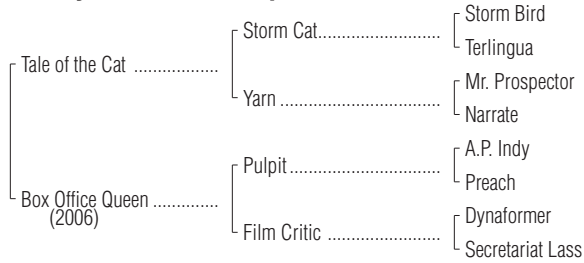 Storm Bird
Storm Cat..............................
Terlingua
Tale of the Cat .................
Mr. Prospector
Yarn ......................................
Narrate
A.P. Indy
Pulpit....................................
Preach
Box Office Queen .............
(2006)
Dynaformer
Film Critic ...........................
Secretariat Lass